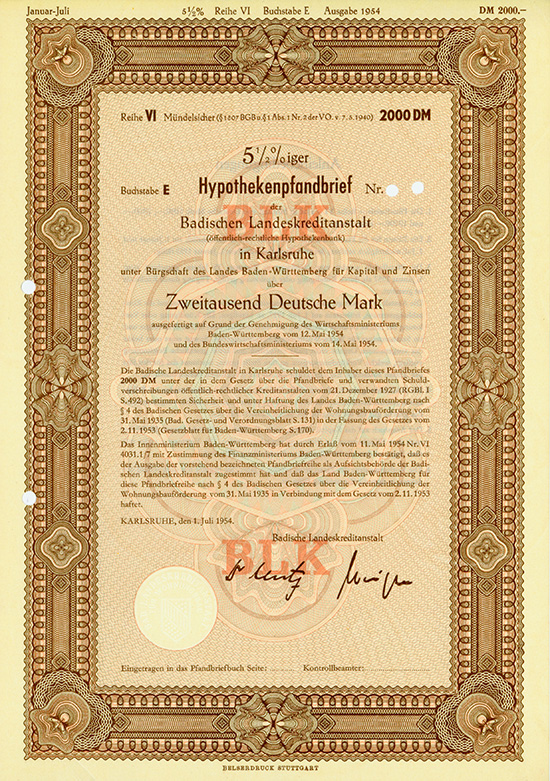 Januar-Juli 5½% Reihe VI Buchstabe E Ausgabe 1954 DM 2000.—
Reihe VI Mündelsicher (§ 1807 BGB u. § 1 Abs. 1 Nr. 2 der VO. v. 7. 5. 1940) 2000 DM
5 1/2 %iger
Buchstabe E Hypothekenpfandbrief Nr.
der
BLK
Badischen Landeskreditanstalt
(öffentlich-rechtliche Hypothekenbank)
in Karlsruhe
unter Bürgschaft des Landes Baden-Württemberg für Kapital und Zinsen
über
Zweitausend Deutsche Mark
ausgefertigt auf Grund der Genehmigung des Wirtschaftsministeriums
Baden-Württemberg vom 12. Mai 1954
und des Bundeswirtschaftsministeriums vom 14. Mai 1954.
Die Badische Landeskreditanstalt in Karlsruhe schuldet dem Inhaber dieses Pfandbriefes
2000 DM unter der in dem Gesetz über die Pfandbriefe und verwandten Schuld-
verschreibungen öffentlich-rechtlicher Kreditanstalten vom 21. Dezember 1927 (RGBl. I
S. 492) bestimmten Sicherheit und unter Haftung des Landes Baden-Württemberg nach
§ 4 des Badischen Gesetzes über die Vereinheitlichung der Wohnungsbauförderung vom
31. Mai 1935 (Bad. Gesetz- und Verordnungsblatt S. 131) in der Fassung des Gesetzes vom
2. 11. 1953 (Gesetzblatt für Baden-Württemberg S. 170).
Das Innenministerium Baden-Württemberg hat durch Erlaß vom 11. Mai 1954 Nr. VI
4031.1/7 mit Zustimmung des Finanzministeriums Baden-Württemberg bestätigt, daß es
der Ausgabe der vorstehend bezeichneten Pfandbriefreihe als Aufsichtsbehörde der Badi-
schen Landeskreditanstalt zugestimmt hat und daß das Land Baden-Württemberg für
diese Pfandbriefreihe nach § 4 des Badischen Gesetzes über die Vereinheitlichung der
Wohnungsbauförderung vom 31. Mai 1935 in Verbindung mit dem Gesetz vom 2. 11. 1953
haftet.
KARLSRUHE, den 1. Juli 1954.
Badische Landeskreditanstalt
BLK
Eingetragen in das Pfandbriefbuch Seite: Kontrollbeamter:
BELSERDRUCK STUTTGART